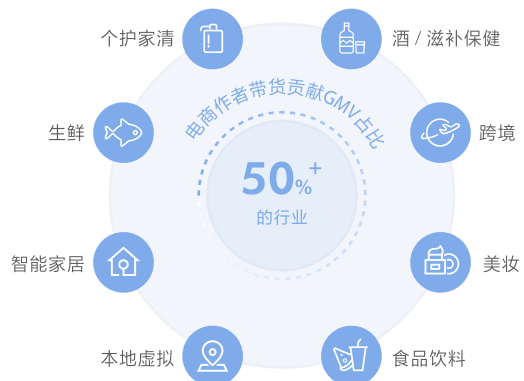 个护家清
酒 / 滋补保健
电商作者带货贡献GMV占比
生鲜
跨境
50%+
的行业
智能家居
美妆
本地虚拟
食品饮料